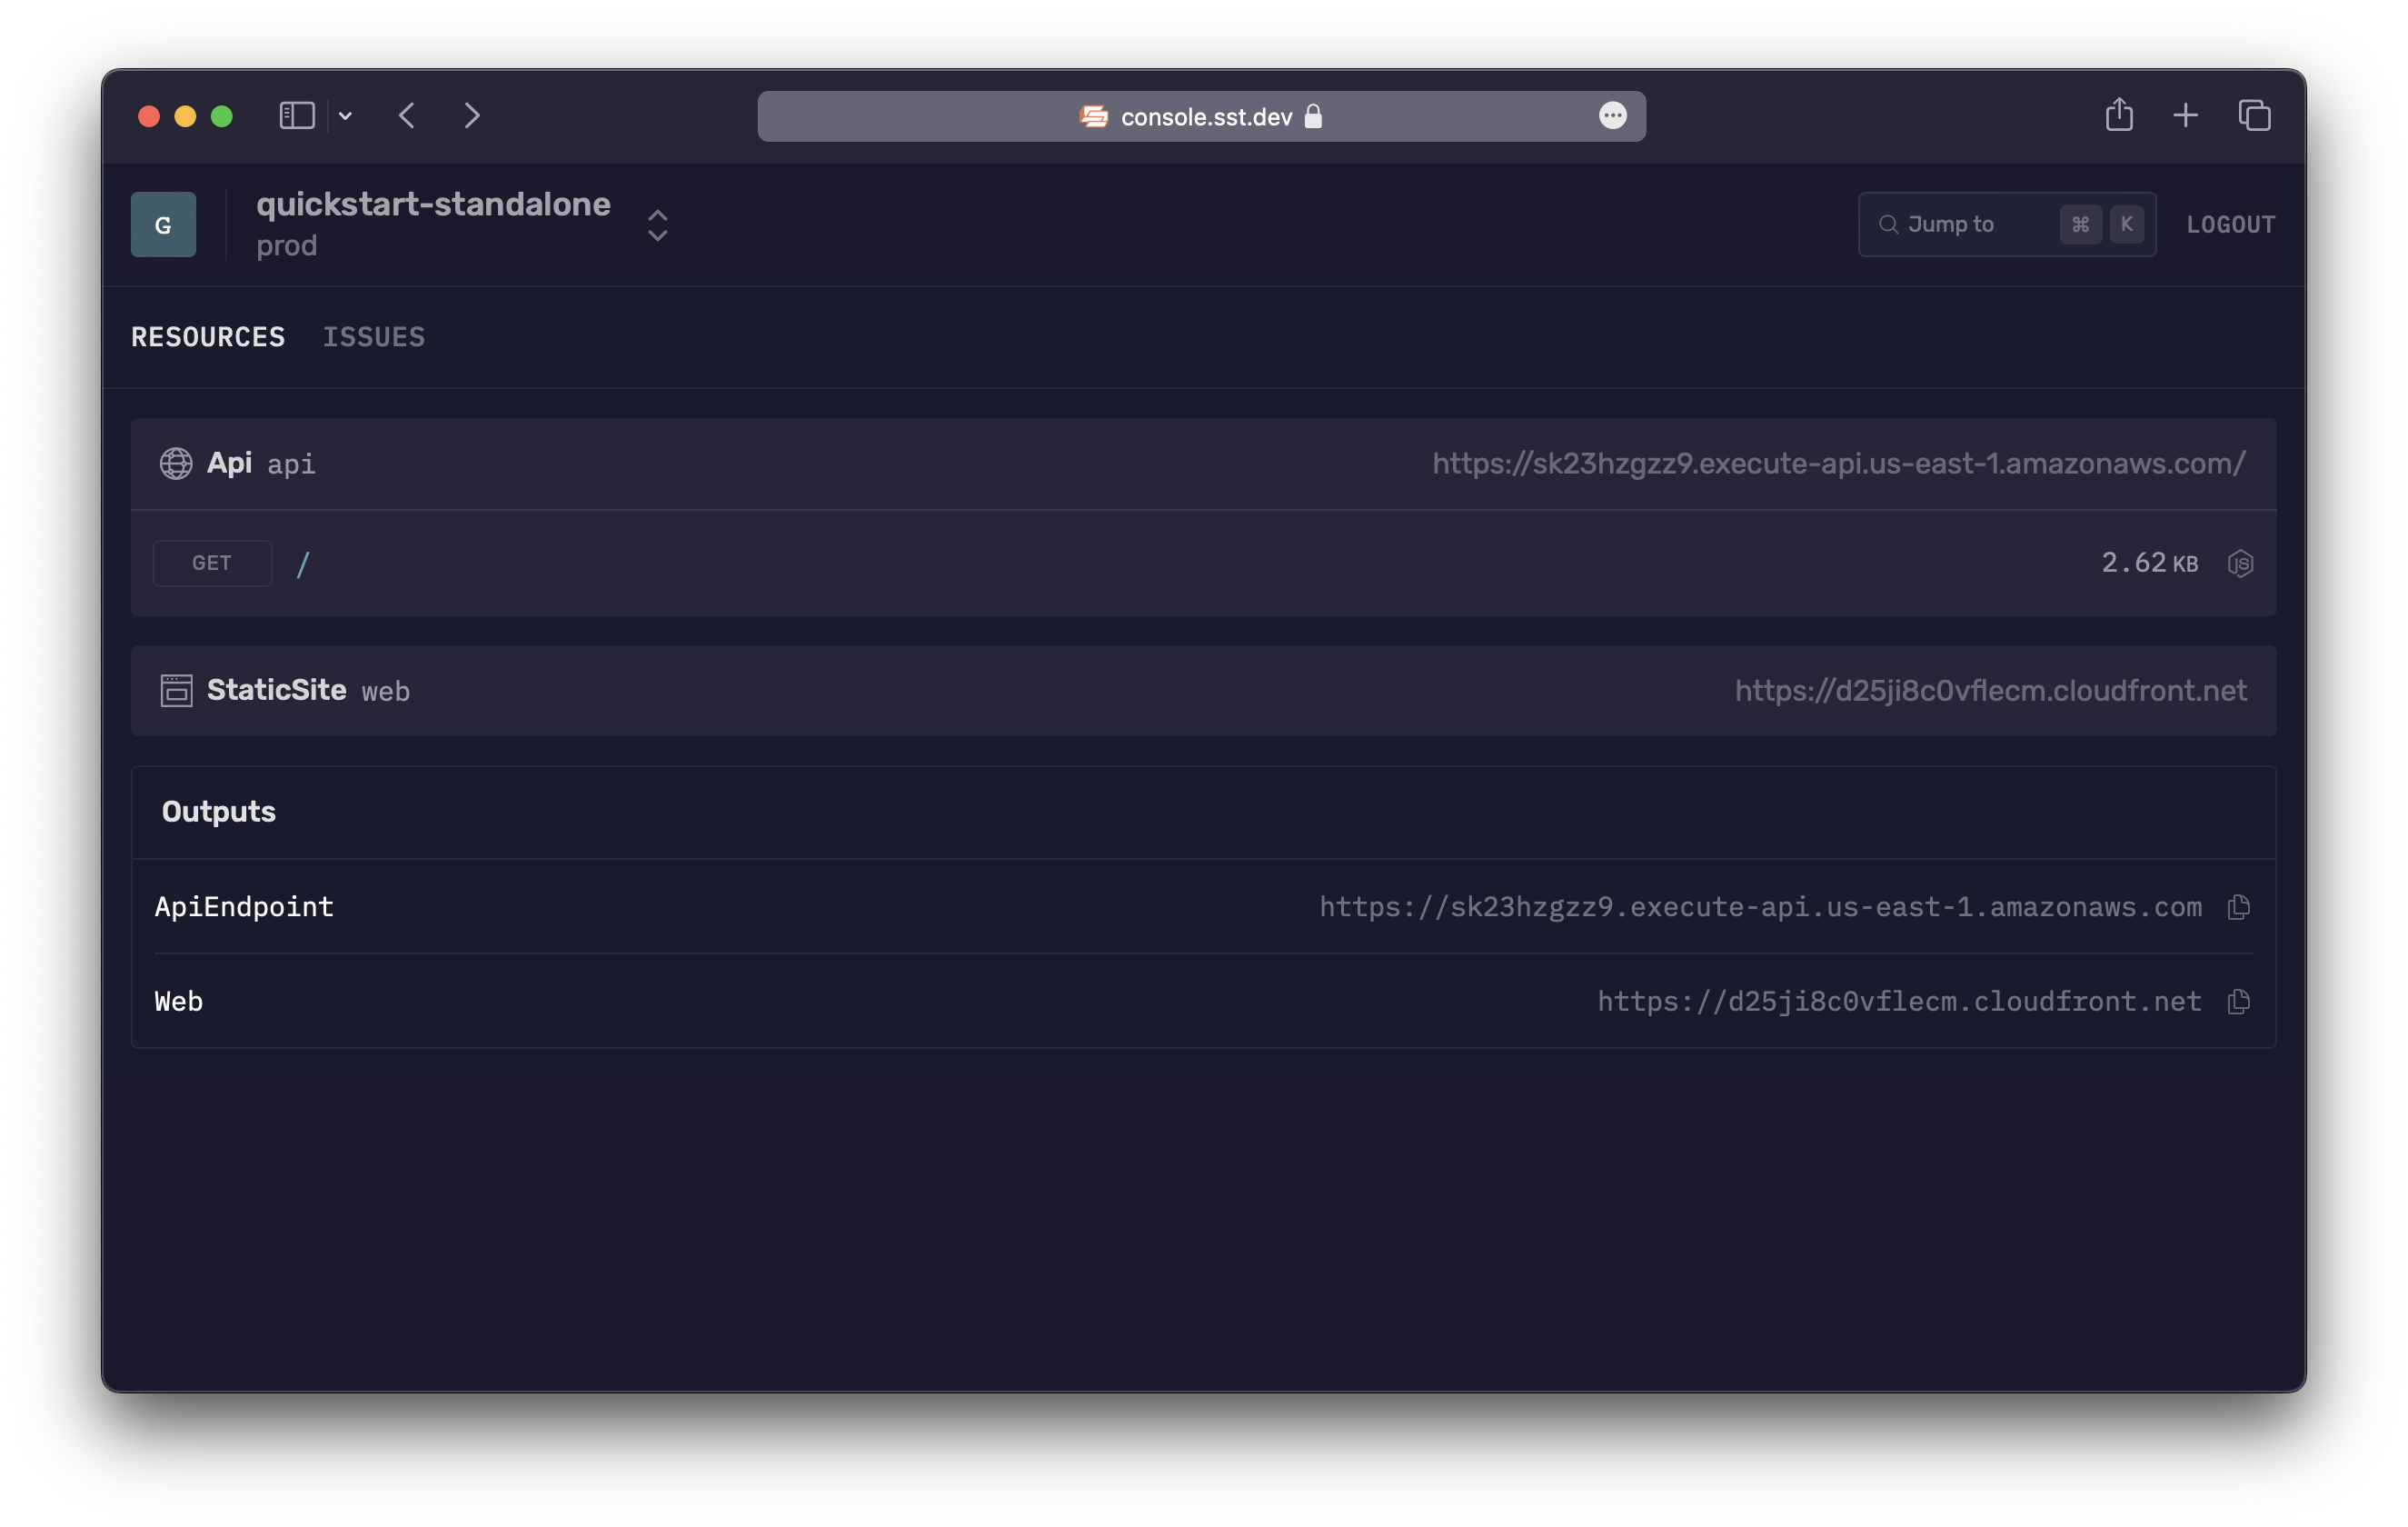 console.sst.dev
G
quickstart-standalone
prod
Jump to ⌘ K
LOGOUT
RESOURCES ISSUES
Api api https://sk23hzgzz9.execute-api.us-east-1.amazonaws.com/
GET / 2.62 KB JS
StaticSite web https://d25ji8c0vflecm.cloudfront.net
Outputs
ApiEndpoint https://sk23hzgzz9.execute-api.us-east-1.amazonaws.com
Web https://d25ji8c0vflecm.cloudfront.net